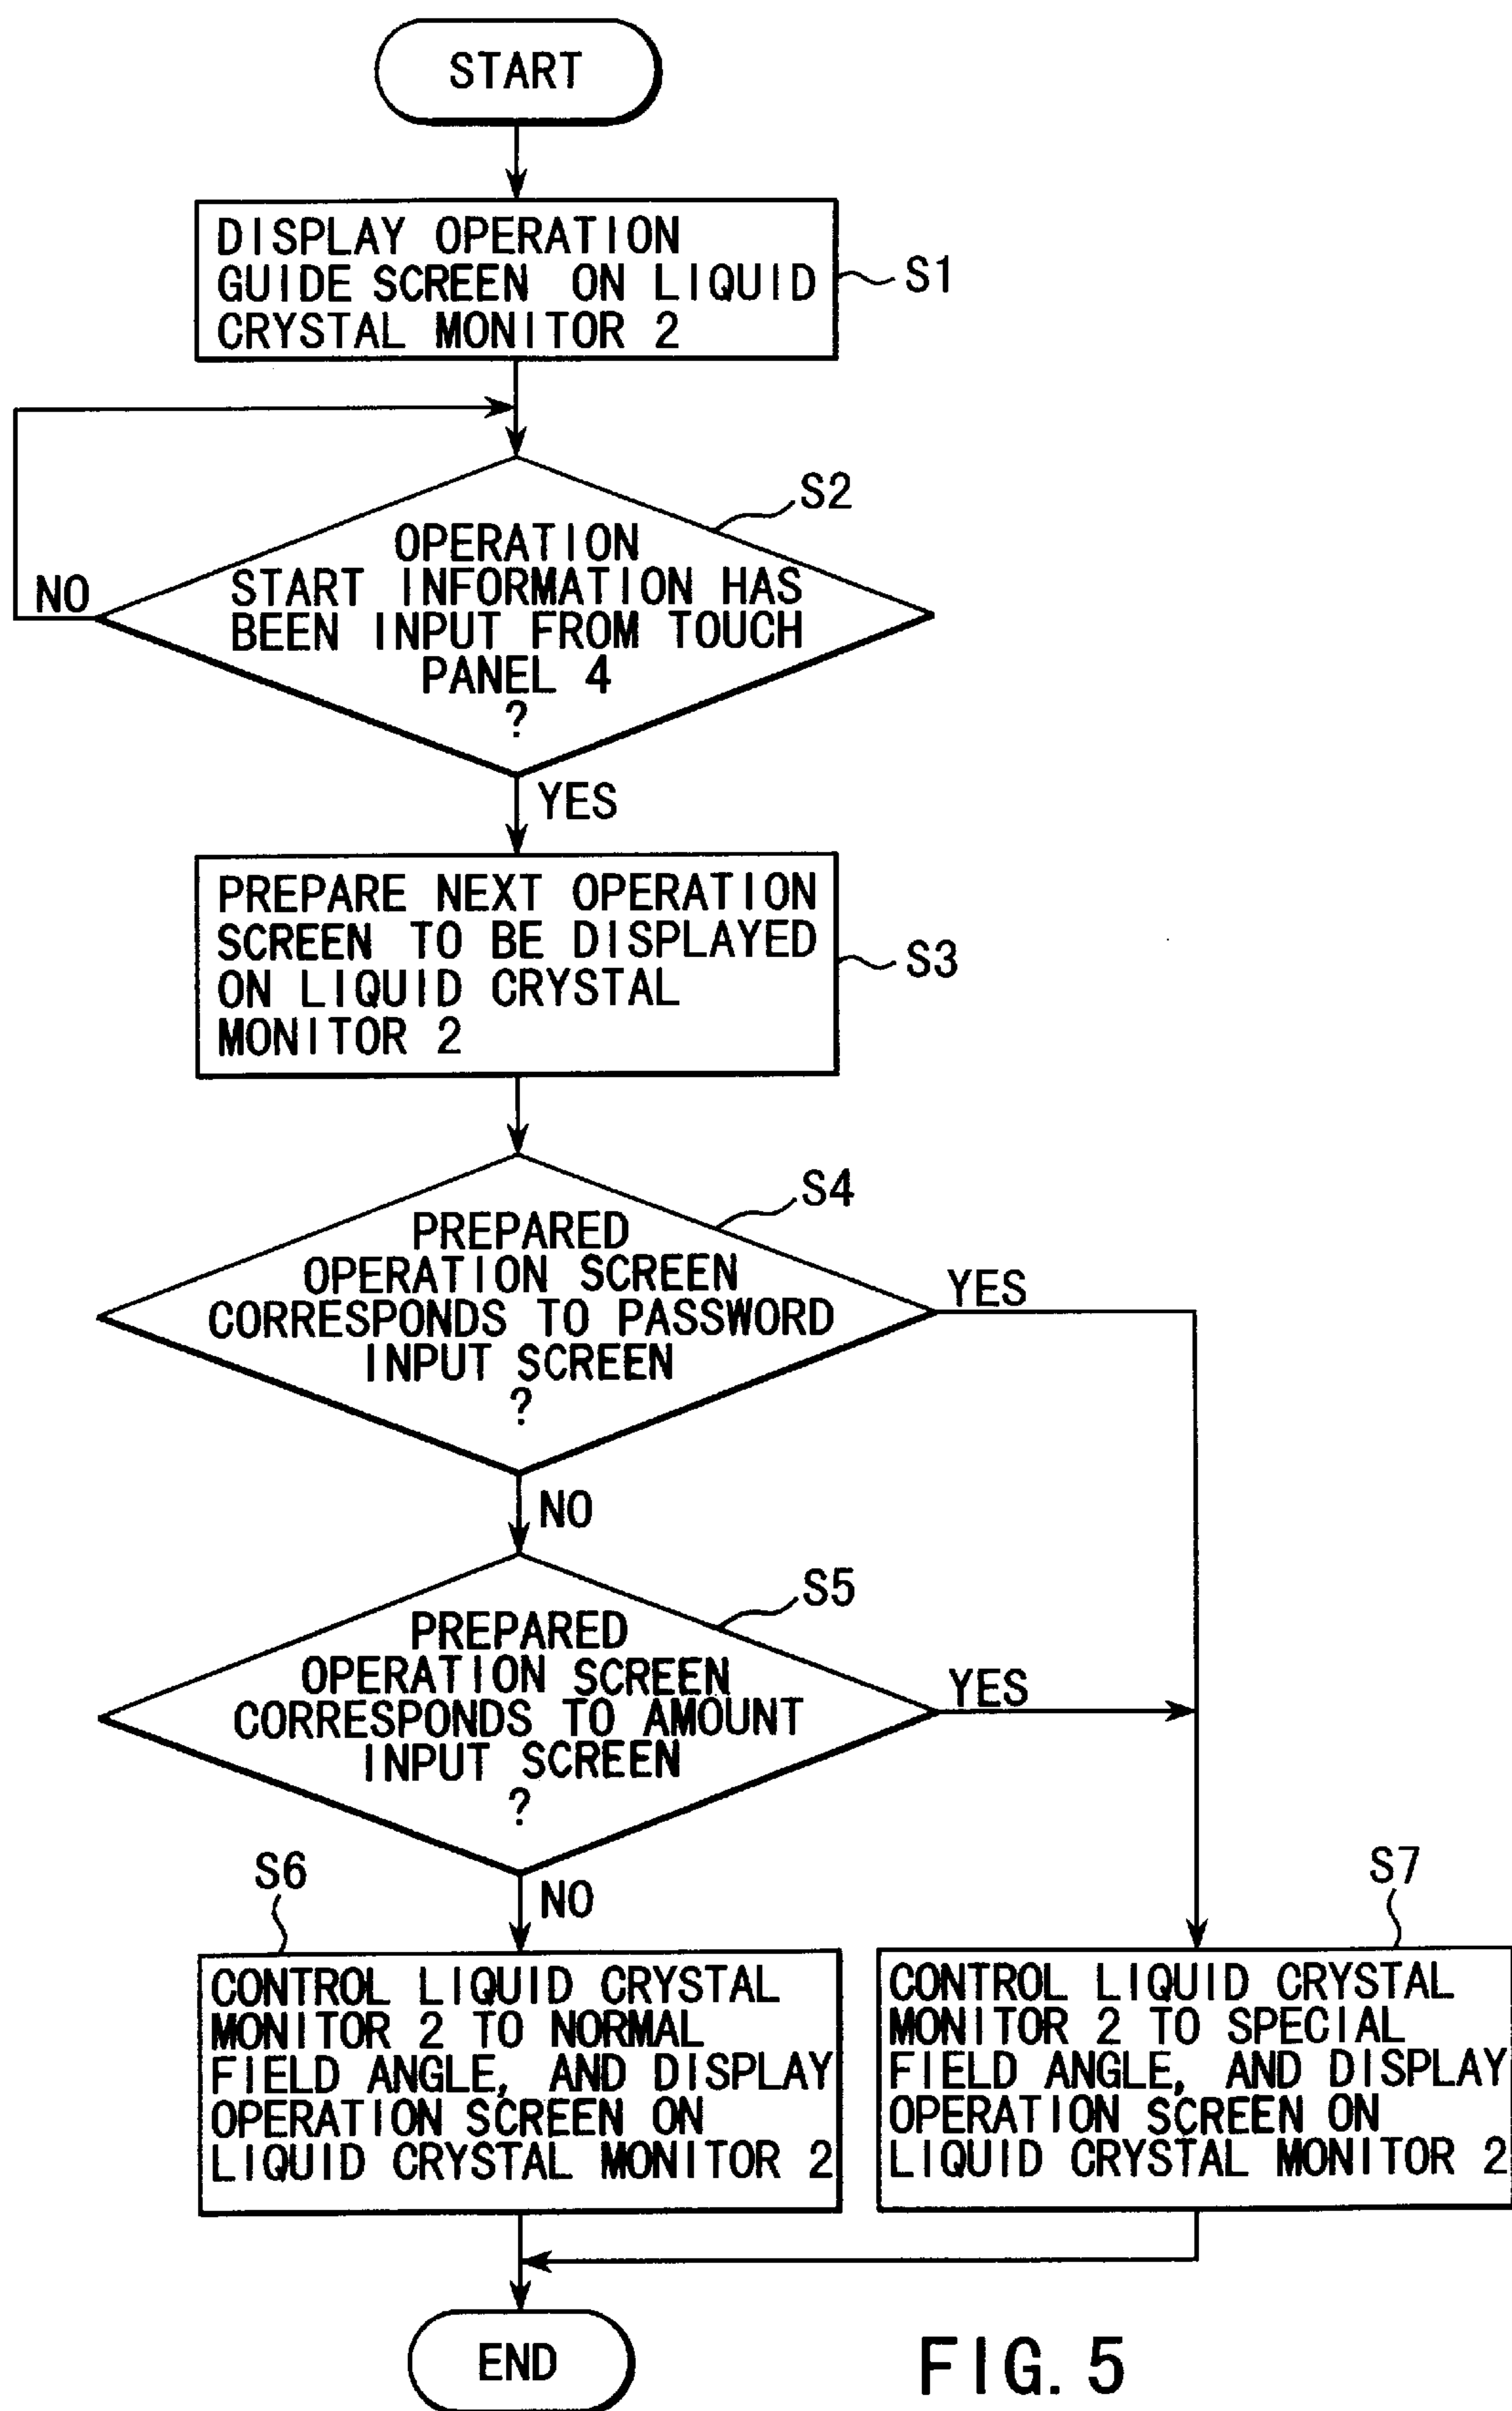 START
DISPLAY OPERATION
GUIDE SCREEN ON LIQUID
CRYSTAL MONITOR 2
S1
S2
OPERATION
START INFORMATION HAS
BEEN INPUT FROM TOUCH
PANEL 4
?
NO
YES
PREPARE NEXT OPERATION
SCREEN TO BE DISPLAYED
ON LIQUID CRYSTAL
MONITOR 2
S3
S4
PREPARED
OPERATION SCREEN
CORRESPONDS TO PASSWORD
INPUT SCREEN
?
YES
NO
S5
PREPARED
OPERATION SCREEN
CORRESPONDS TO AMOUNT
INPUT SCREEN
?
YES
NO
S6
CONTROL LIQUID CRYSTAL
MONITOR 2 TO NORMAL
FIELD ANGLE, AND DISPLAY
OPERATION SCREEN ON
LIQUID CRYSTAL MONITOR 2
S7
CONTROL LIQUID CRYSTAL
MONITOR 2 TO SPECIAL
FIELD ANGLE, AND DISPLAY
OPERATION SCREEN ON
LIQUID CRYSTAL MONITOR 2
END
FIG. 5